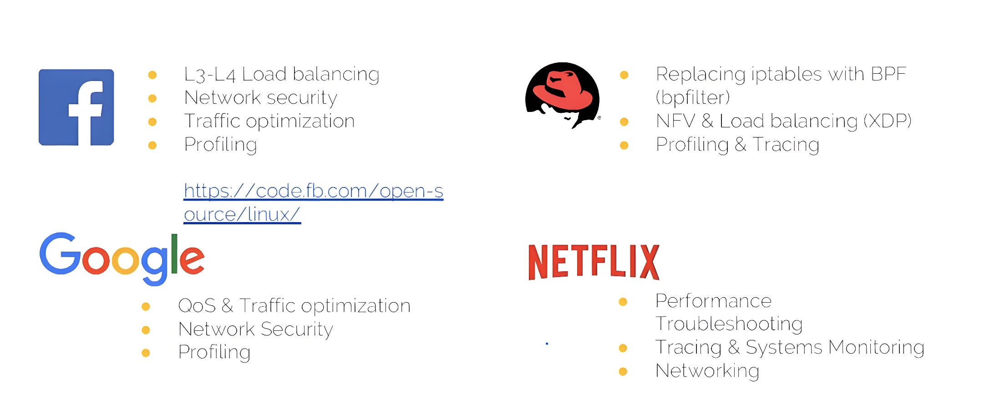 f
L3-L4 Load balancing
Network security
Traffic optimization
Profiling
https://code.fb.com/open-s
ource/linux/
®
Replacing iptables with BPF
(bpfilter)
NFV & Load balancing (XDP)
Profiling & Tracing
Google
QoS & Traffic optimization
Network Security
Profiling
NETFLIX
Performance
Troubleshooting
Tracing & Systems Monitoring
Networking